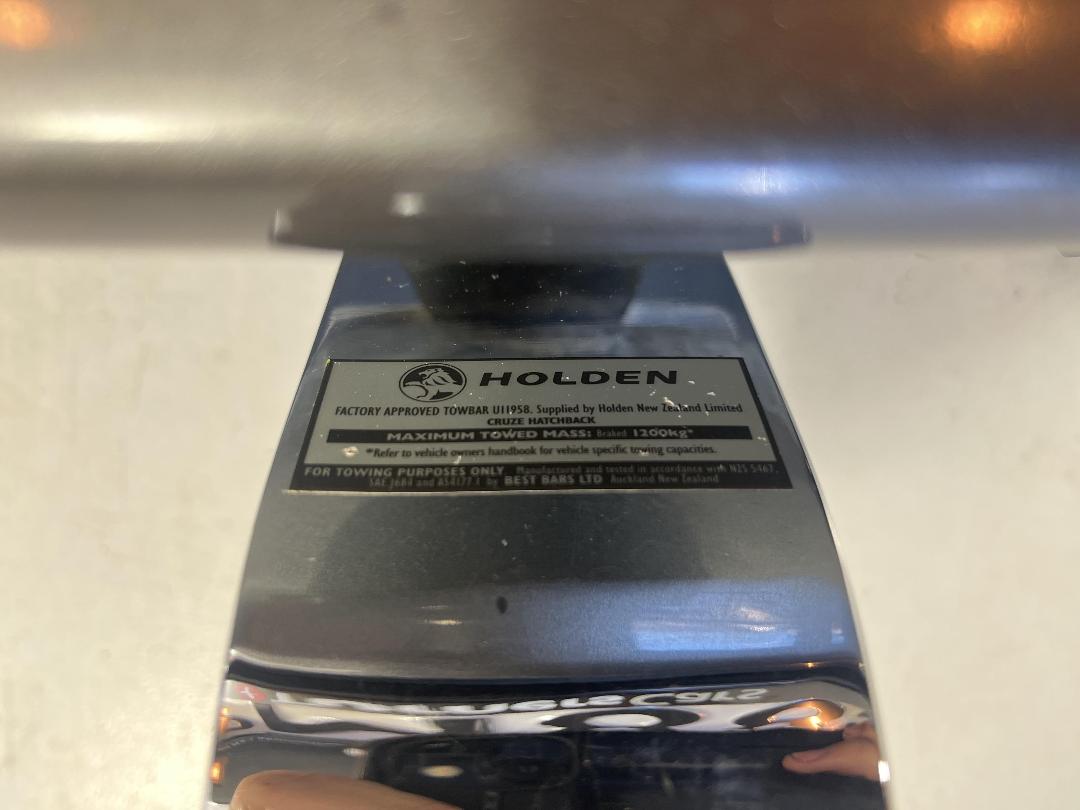 HOLDEN
FACTORY APPROVED TOWBAR U11958. Supplied by Holden New Zealand Limited
CRUZE HATCHBACK
MAXIMUM TOWED MASS: Braked 1200kg*
*Refer to vehicle owners handbook for vehicle specific towing capacities.
FOR TOWING PURPOSES ONLY Manufactured and tested in accordance with NZS 5467,
SAE J684 and AS4177.1 by BEST BARS LTD Auckland New Zealand
Cars